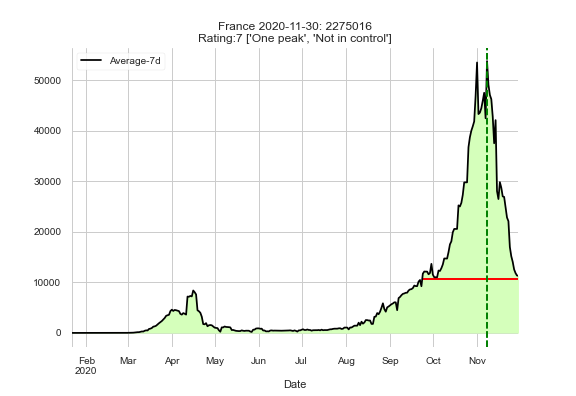 France 2020-11-30: 2275016
Rating:7 ['One peak', 'Not in control']
Average-7d
50000
40000
30000
20000
10000
0
Feb Mar Apr May Jun Jul Aug Sep Oct Nov
2020
Date